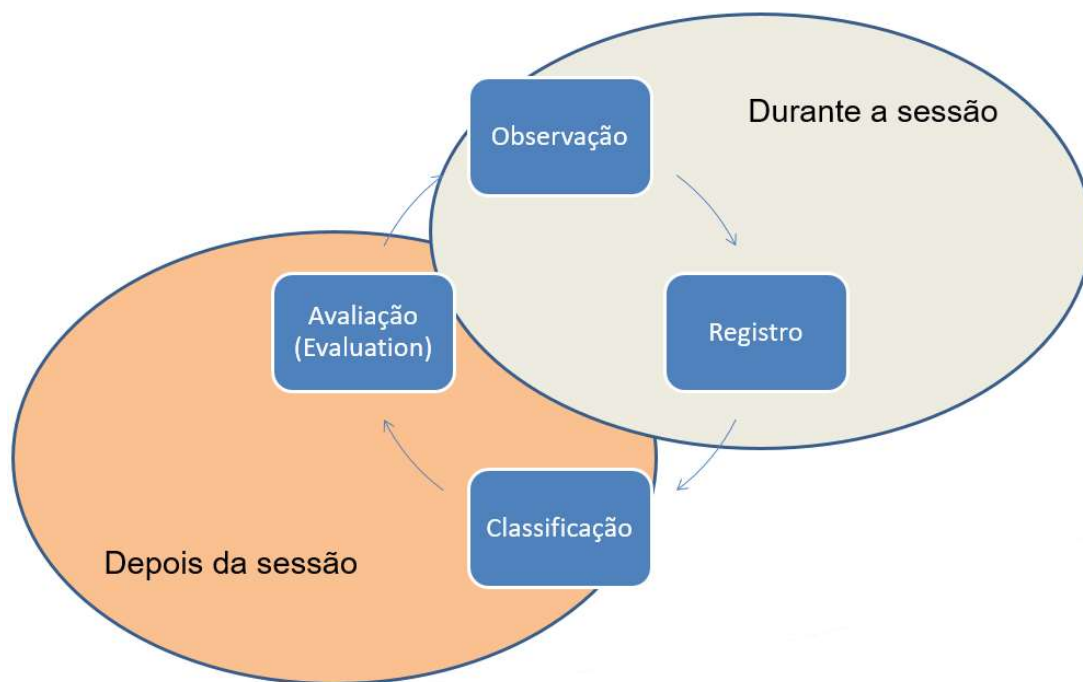 Durante a sessão
Observação
Registro
Avaliação
(Evaluation)
Classificação
Depois da sessão